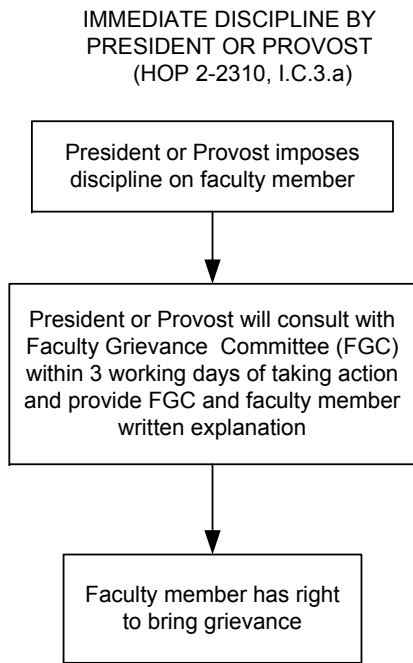 IMMEDIATE DISCIPLINE BY
PRESIDENT OR PROVOST
(HOP 2-2310, I.C.3.a)
President or Provost imposes
discipline on faculty member
President or Provost will consult with
Faculty Grievance Committee (FGC)
within 3 working days of taking action
and provide FGC and faculty member
written explanation
Faculty member has right
to bring grievance